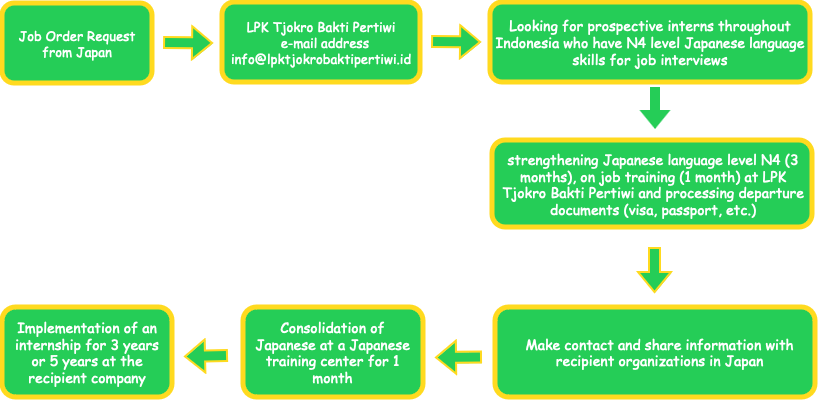 Job Order Request
from Japan
LPK Tjokro Bakti Pertiwi
e-mail address
info@lpktjokrobaktipertiwi.id
Looking for prospective interns throughout
Indonesia who have N4 level Japanese language
skills for job interviews
strengthening Japanese language level N4 (3
months), on job training (1 month) at LPK
Tjokro Bakti Pertiwi and processing departure
documents (visa, passport, etc.)
Make contact and share information with
recipient organizations in Japan
Consolidation of
Japanese at a Japanese
training center for 1
month
Implementation of an
internship for 3 years
or 5 years at the
recipient company